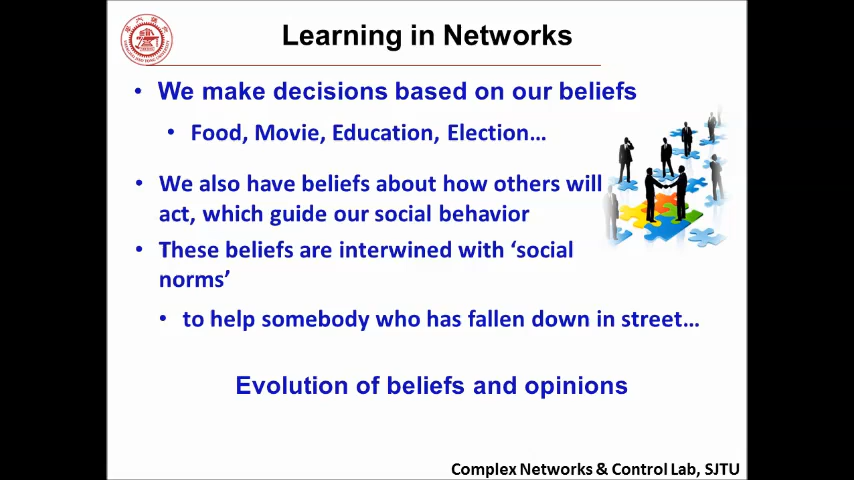 Learning in Networks
• We make decisions based on our beliefs
• Food, Movie, Education, Election…
• We also have beliefs about how others will
act, which guide our social behavior
• These beliefs are interwined with ‘social
norms’
• to help somebody who has fallen down in street…
Evolution of beliefs and opinions
Complex Networks & Control Lab, SJTU